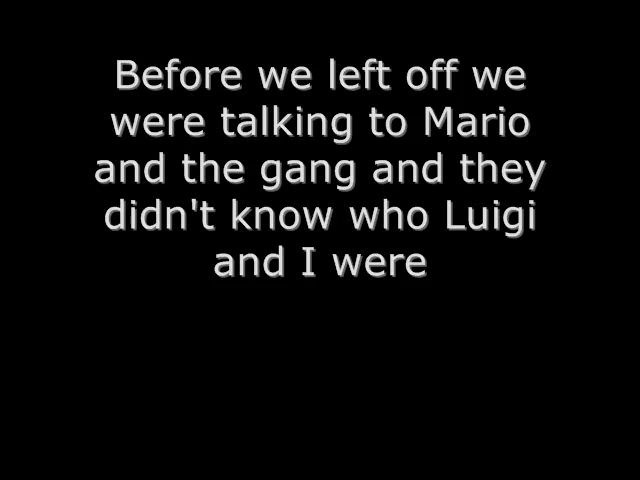 Before we left off we
were talking to Mario
and the gang and they
didn't know who Luigi
and I were